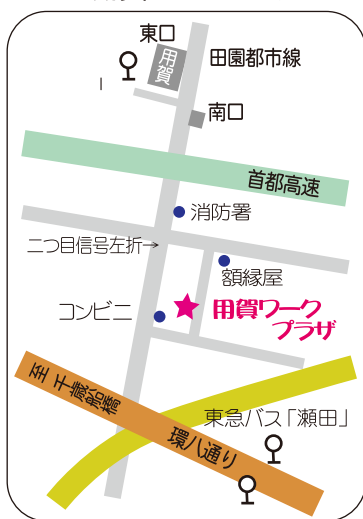 東口
用賀
田園都市線
南口
首都高速
消防署
二つ目信号左折→
額縁屋
コンビニ
用賀ワーク
プラザ
至 千歳船橋
東急バス「瀬田」
環八通り